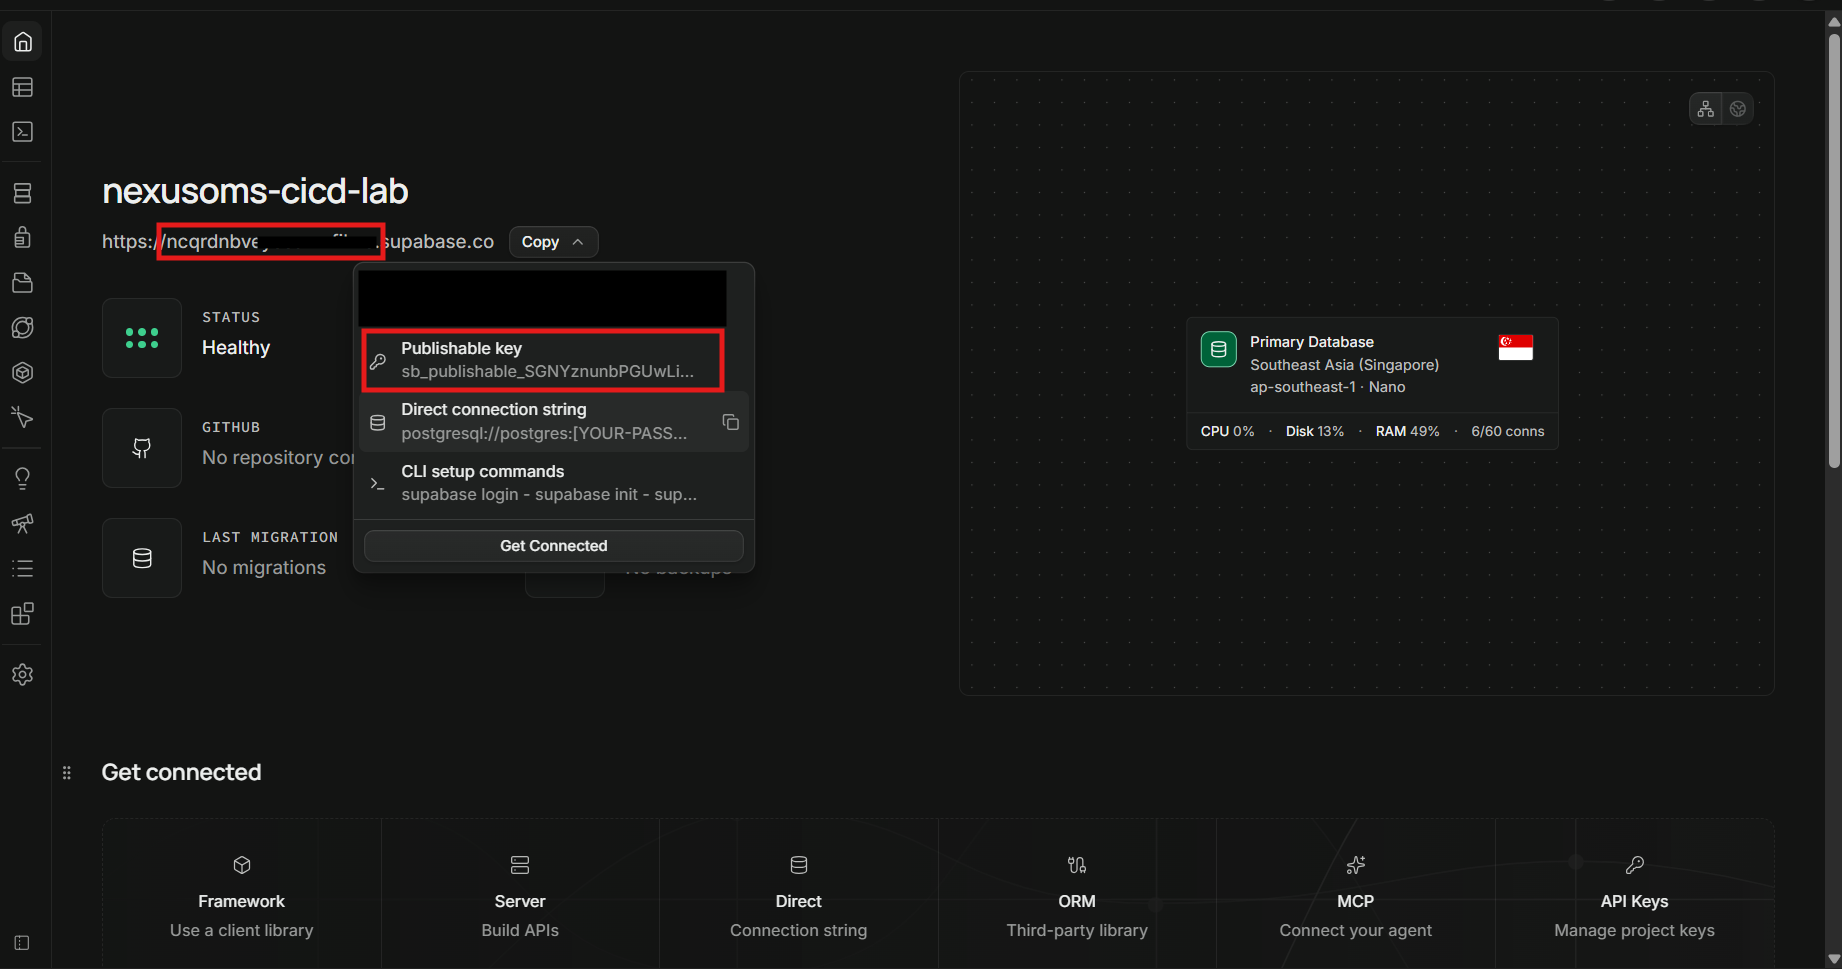 nexusoms-cicd-lab
https://ncqrdnbve .supabase.co
Copy
Publishable key
sb_publishable_SGNYznunbPGUwLi...
Direct connection string
postgresql://postgres:[YOUR-PASS...
CLI setup commands
supabase login - supabase init - sup...
Get Connected
STATUS
Healthy
GITHUB
No repository
LAST MIGRATION
No migrations
No backups
Primary Database
Southeast Asia (Singapore)
ap-southeast-1 · Nano
CPU 0% · Disk 13% · RAM 49% · 6/60 conns
Get connected
Framework
Use a client library
Server
Build APIs
Direct
Connection string
ORM
Third-party library
MCP
Connect your agent
API Keys
Manage project keys